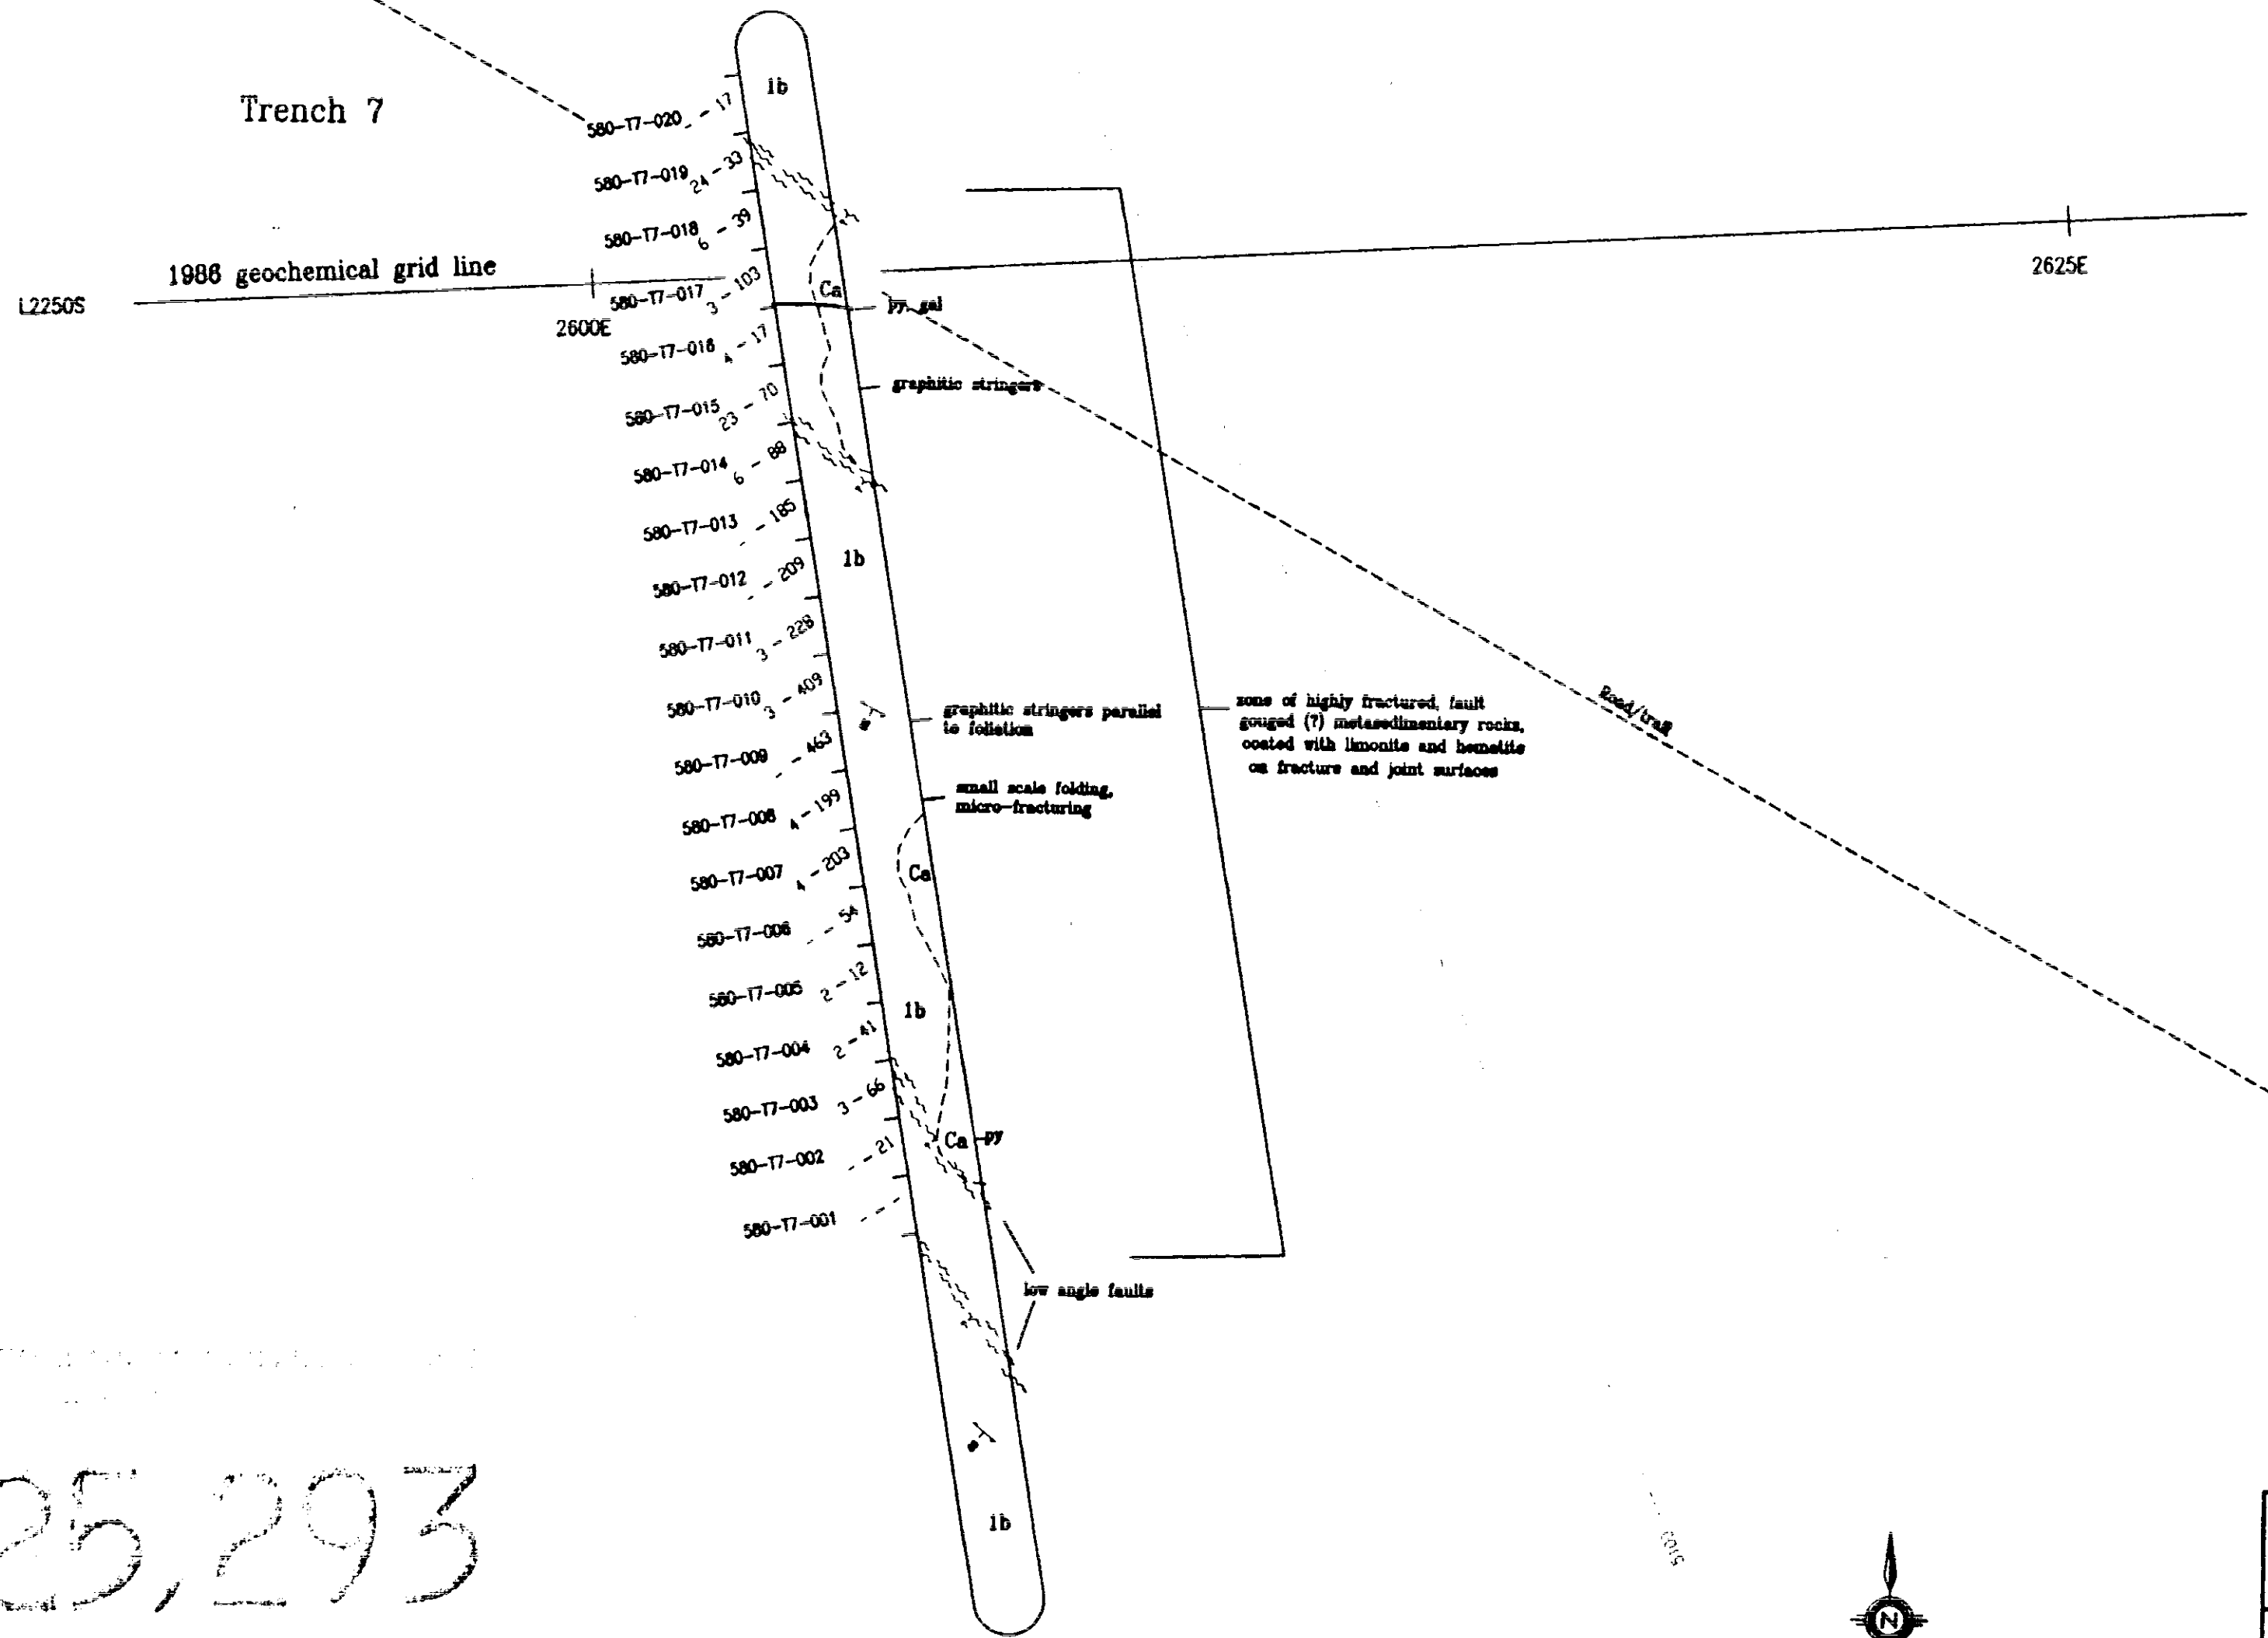 Trench 7
1b
580-T7-020 - - 17
580-T7-019 24 - 33
580-T7-018 6 - 39
1986 geochemical grid line
L2250S
2600E
2625E
580-T7-017 3 - 103
Ca
py, gal
580-T7-016 4 - 17
graphitic stringers
580-T7-015 23 - 70
580-T7-014 6 - 88
580-T7-013 - - 185
1b
580-T7-012 - - 209
580-T7-011 3 - 228
580-T7-010 3 - 409
graphitic stringers parallel
to foliation
zone of highly fractured, fault
gouged (?) metasedimentary rocks,
coated with limonite and hematite
on fracture and joint surfaces
Road/trail
580-T7-009 - - 463
small scale folding,
micro-fracturing
580-T7-008 4 - 199
580-T7-007 4 - 203
Ca
580-T7-006 - - 54
580-T7-005 2 - 12
1b
580-T7-004 2 - 41
580-T7-003 3 - 66
Ca
py
580-T7-002 - - 21
580-T7-001 - - -
low angle faults
1b
25,293
N